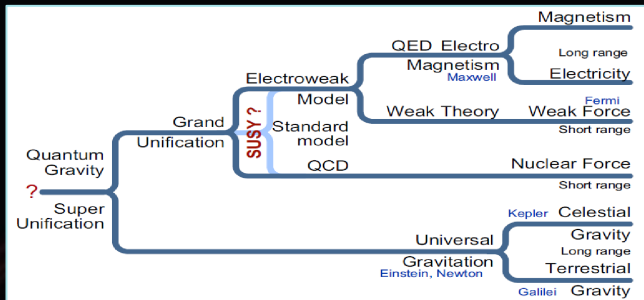 Magnetism
QED Electro
Long range
Magnetism
Maxwell
Electroweak
Electricity
Model
Fermi
Weak Theory
Weak Force
Short range
Grand
Unification
SUSY ?
Standard
model
QCD
Nuclear Force
Short range
Quantum
Gravity
?
Super
Unification
Kepler
Celestial
Gravity
Universal
Gravitation
Einstein, Newton
Long range
Terrestrial
Galilei
Gravity